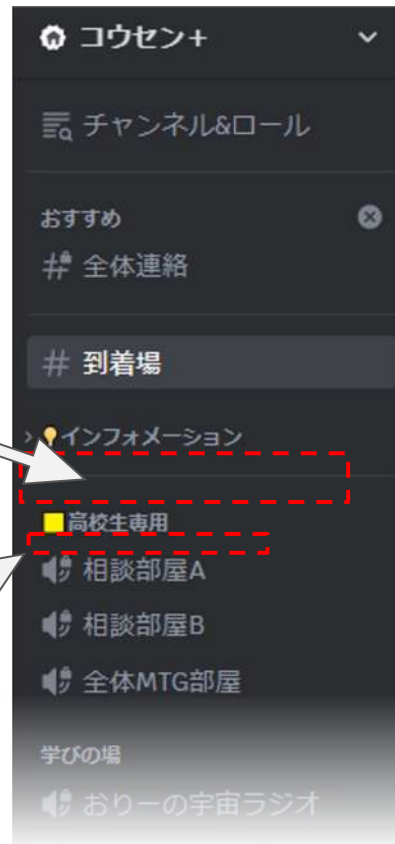 コウセン+
チャンネル&ロール
おすすめ
全体連絡
# 到着場
> インフォメーション
高校生専用
相談部屋A
相談部屋B
全体MTG部屋
学びの場
おりーの宇宙ラジオ